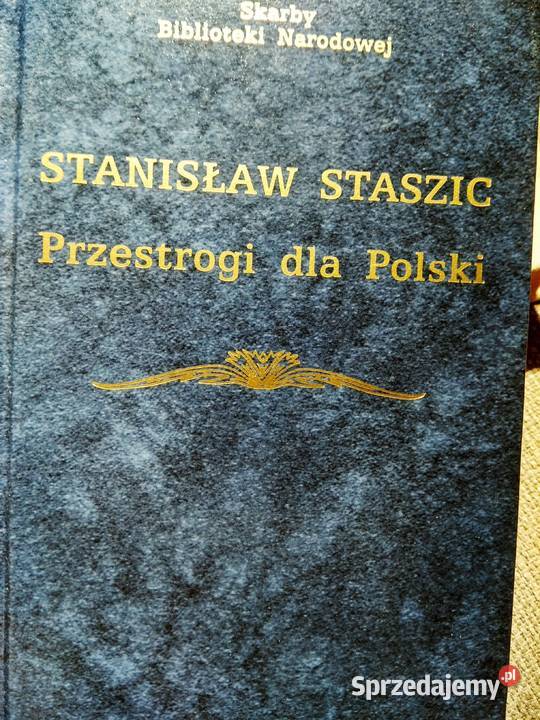 Skarby
Biblioteki Narodowej
STANISŁAW STASZIC
Przestrogi dla Polski
Sprzedajemy.pl